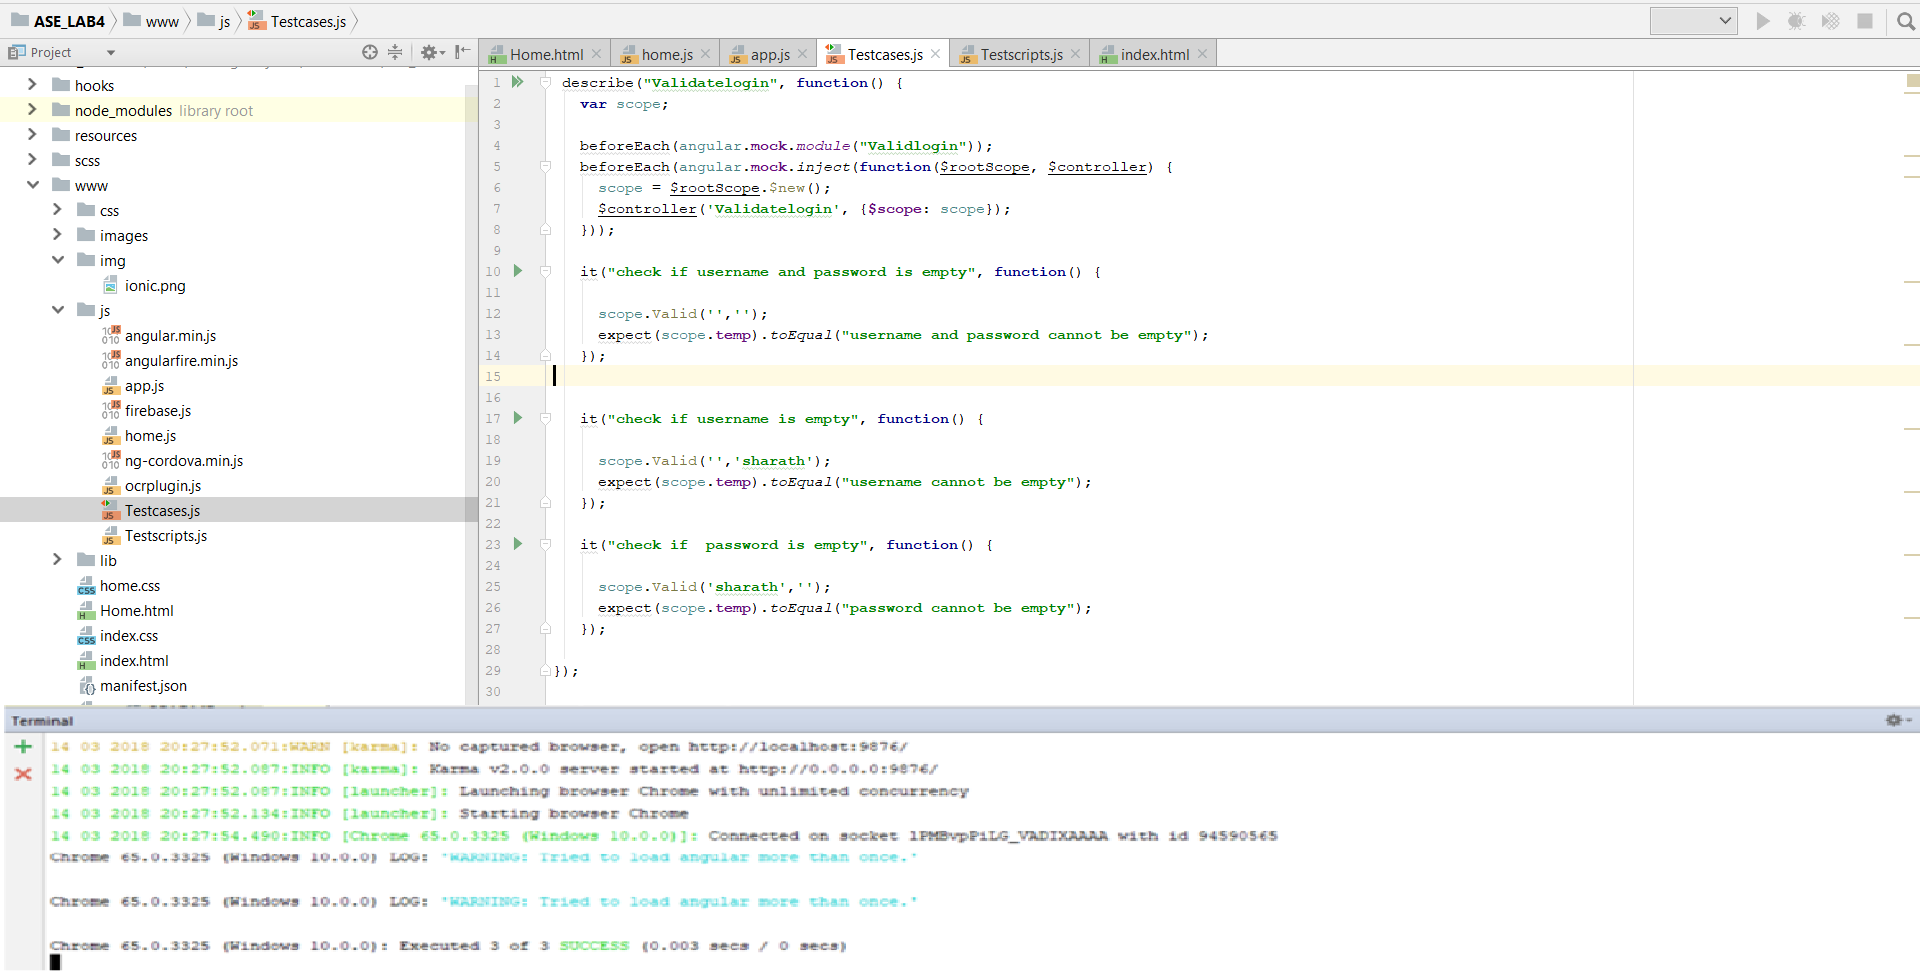 ASE_LAB4 www js Testcases.js
Project
Home.html home.js app.js Testcases.js Testscripts.js index.html
hooks
node_modules library root
resources
scss
www
css
images
img
ionic.png
js
angular.min.js
angularfire.min.js
app.js
firebase.js
home.js
ng-cordova.min.js
ocrplugin.js
Testcases.js
Testscripts.js
lib
home.css
Home.html
index.css
index.html
manifest.json
1 describe("Validatelogin", function() {
2 var scope;
3
4 beforeEach(angular.mock.module("Validlogin"));
5 beforeEach(angular.mock.inject(function($rootScope, $controller) {
6 scope = $rootScope.$new();
7 $controller('Validatelogin', {$scope: scope});
8 }));
9
10 it("check if username and password is empty", function() {
11
12 scope.Valid('','');
13 expect(scope.temp).toEqual("username and password cannot be empty");
14 });
15
16
17 it("check if username is empty", function() {
18
19 scope.Valid('','sharath');
20 expect(scope.temp).toEqual("username cannot be empty");
21 });
22
23 it("check if  password is empty", function() {
24
25 scope.Valid('sharath','');
26 expect(scope.temp).toEqual("password cannot be empty");
27 });
28
29 });
30
Terminal
14 03 2018 20:27:52.071:WARN [karma]: No captured browser, open http://localhost:9876/
14 03 2018 20:27:52.087:INFO [karma]: Karma v2.0.0 server started at http://0.0.0.0:9876/
14 03 2018 20:27:52.087:INFO [launcher]: Launching browser Chrome with unlimited concurrency
14 03 2018 20:27:52.134:INFO [launcher]: Starting browser Chrome
14 03 2018 20:27:54.490:INFO [Chrome 65.0.3325 (Windows 10.0.0)]: Connected on socket lPMBvpPiLG_VADIXAAAA with id 94590565
Chrome 65.0.3325 (Windows 10.0.0) LOG: 'WARNING: Tried to load angular more than once.'
Chrome 65.0.3325 (Windows 10.0.0) LOG: 'WARNING: Tried to load angular more than once.'
Chrome 65.0.3325 (Windows 10.0.0): Executed 3 of 3 SUCCESS (0.003 secs / 0 secs)